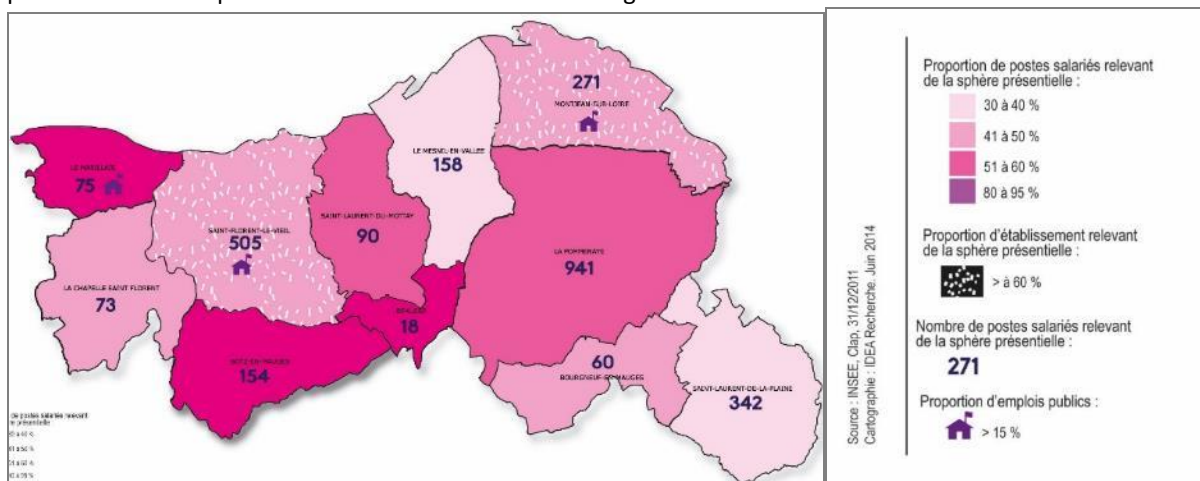 271
MONTJEAN-SUR-LOIRE
LE MESNIL-EN-VALLEE
158
LE MARILLAIS
75
SAINT-LAURENT-DU-MOTTAY
90
SAINT-FLORENT-LE-VIEIL
505
LA POMMERAYE
941
LA CHAPELLE SAINT FLORENT
73
18
BOTZ-EN-MAUGES
154
60
BOURGNEUF-EN-MAUGES
SAINT-LAURENT-DE-LA-PLAINE
342
de postes salariés relevant
présentielle
Source : INSEE, Clap, 31/12/2011
Cartographie : IDEA Recherche. Juin 2014
Proportion de postes salariés relevant
de la sphère présentielle :
30 à 40 %
41 à 50 %
51 à 60 %
80 à 95 %
Proportion d'établissement relevant
de la sphère présentielle :
> à 60 %
Nombre de postes salariés relevant
de la sphère présentielle :
271
Proportion d'emplois publics :
> 15 %